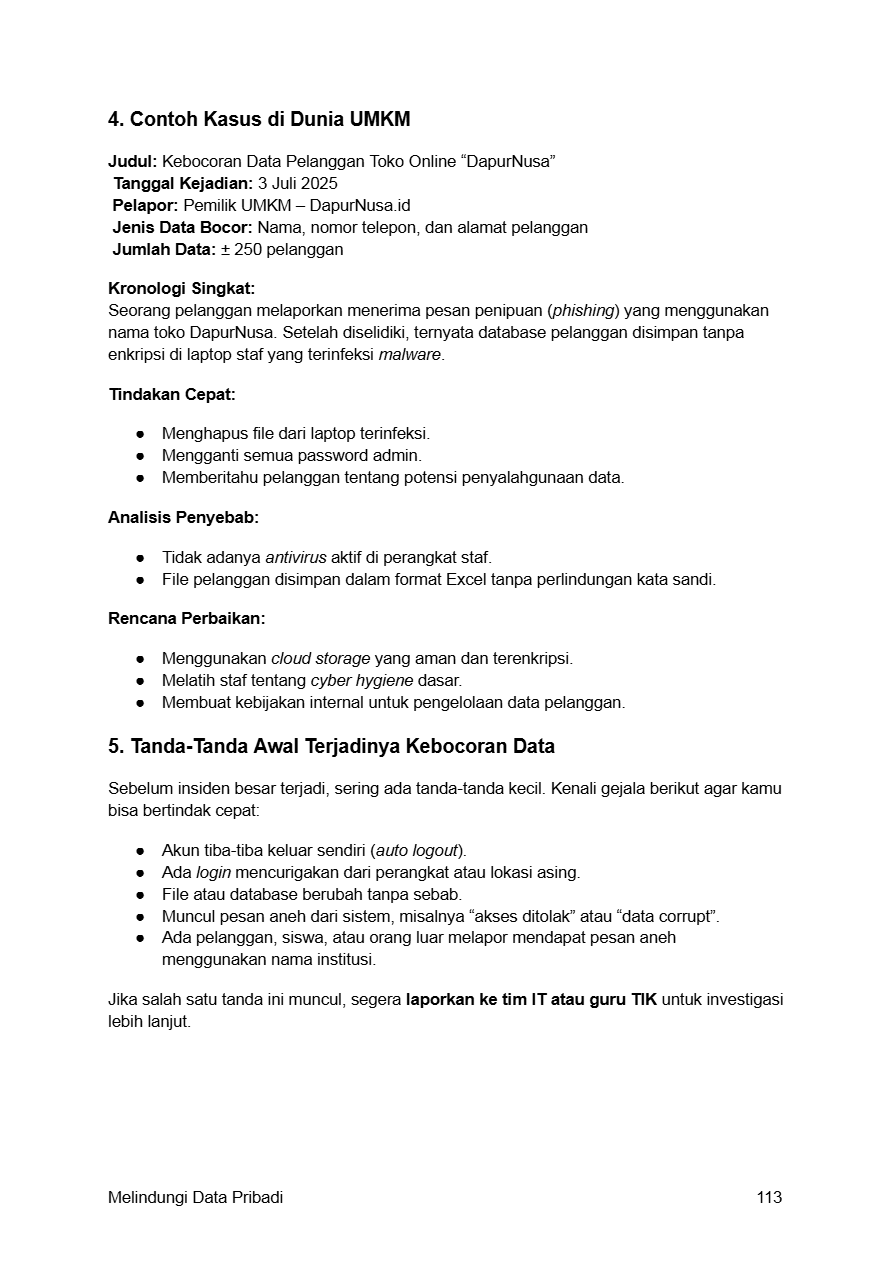 4. Contoh Kasus di Dunia UMKM
Judul: Kebocoran Data Pelanggan Toko Online “DapurNusa”
Tanggal Kejadian: 3 Juli 2025
Pelapor: Pemilik UMKM – DapurNusa.id
Jenis Data Bocor: Nama, nomor telepon, dan alamat pelanggan
Jumlah Data: ± 250 pelanggan
Kronologi Singkat:
Seorang pelanggan melaporkan menerima pesan penipuan (phishing) yang menggunakan
nama toko DapurNusa. Setelah diselidiki, ternyata database pelanggan disimpan tanpa
enkripsi di laptop staf yang terinfeksi malware.
Tindakan Cepat:
● Menghapus file dari laptop terinfeksi.
● Mengganti semua password admin.
● Memberitahu pelanggan tentang potensi penyalahgunaan data.
Analisis Penyebab:
● Tidak adanya antivirus aktif di perangkat staf.
● File pelanggan disimpan dalam format Excel tanpa perlindungan kata sandi.
Rencana Perbaikan:
● Menggunakan cloud storage yang aman dan terenkripsi.
● Melatih staf tentang cyber hygiene dasar.
● Membuat kebijakan internal untuk pengelolaan data pelanggan.
5. Tanda-Tanda Awal Terjadinya Kebocoran Data
Sebelum insiden besar terjadi, sering ada tanda-tanda kecil. Kenali gejala berikut agar kamu
bisa bertindak cepat:
● Akun tiba-tiba keluar sendiri (auto logout).
● Ada login mencurigakan dari perangkat atau lokasi asing.
● File atau database berubah tanpa sebab.
● Muncul pesan aneh dari sistem, misalnya “akses ditolak” atau “data corrupt”.
● Ada pelanggan, siswa, atau orang luar melapor mendapat pesan aneh
menggunakan nama institusi.
Jika salah satu tanda ini muncul, segera laporkan ke tim IT atau guru TIK untuk investigasi
lebih lanjut.
Melindungi Data Pribadi 113